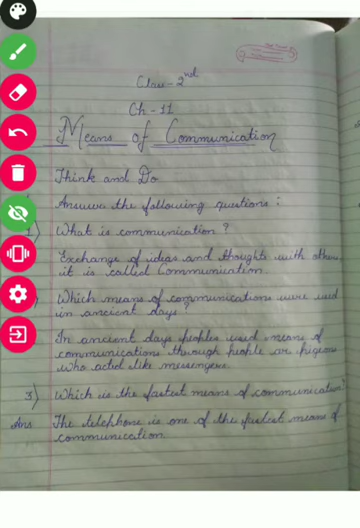 Class - 2nd
Ch - 11
Means of Communication
Think and Do
Answer the following questions:
1) What is communication?
Exchange of ideas and thoughts with others
it is called Communication.
Which means of communications were used
in ancient days?
In ancient days peoples used means of
communications through people or pigeons
who acted like messengers.
3) Which is the fastest means of communication?
Ans The telephone is one of the fastest means of
communication.